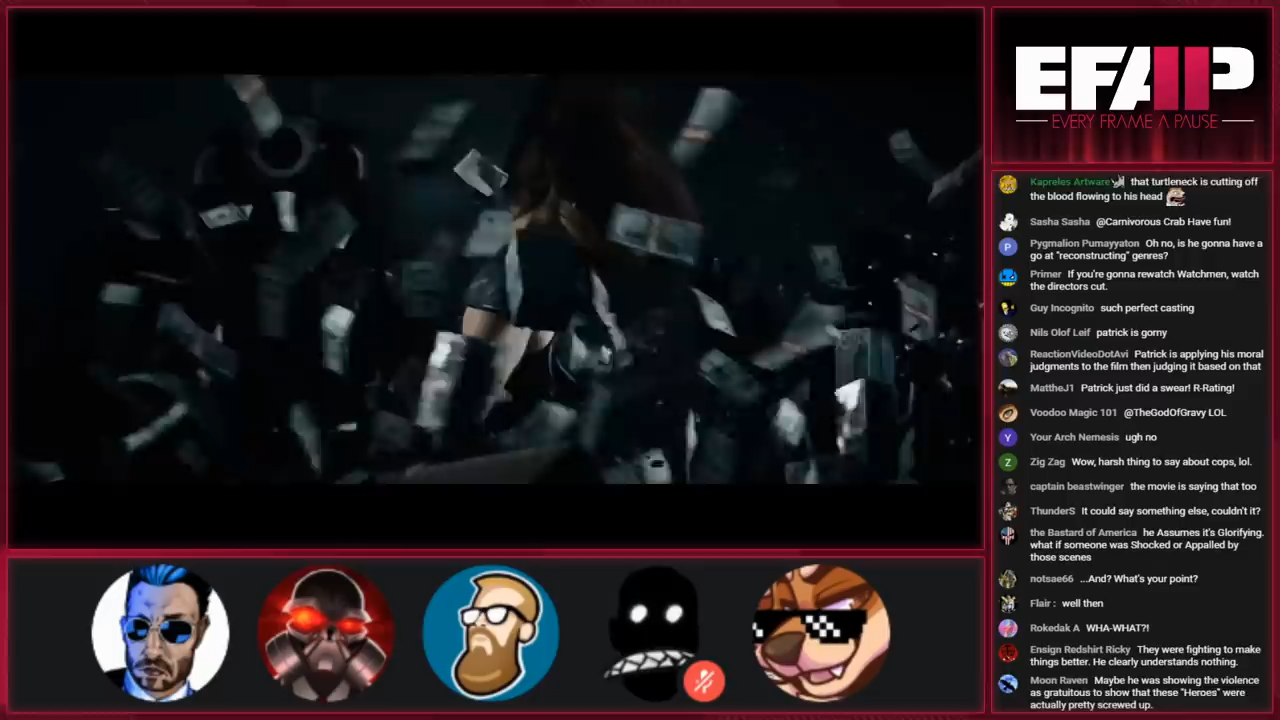 EFAP
EVERY FRAME A PAUSE
Kapreles Artware that turtleneck is cutting off
the blood flowing to his head
Sasha Sasha @Carnivorous Crab Have fun!
P
Pygmalion Pumayyaton Oh no, is he gonna have a
go at "reconstructing" genres?
Primer If you're gonna rewatch Watchmen, watch
the directors cut.
Guy Incognito such perfect casting
Nils Olof Leif patrick is gorny
ReactionVideoDotAvi Patrick is applying his moral
judgments to the film then judging it based on that
MattheJ1 Patrick just did a swear! R-Rating!
Voodoo Magic 101 @TheGodOfGravy LOL
Y
Your Arch Nemesis ugh no
Z
Zig Zag Wow, harsh thing to say about cops, lol.
captain beastwinger the movie is saying that too
ThunderS It could say something else, couldn't it?
the Bastard of America he Assumes it's Glorifying.
what if someone was Shocked or Appalled by
those scenes
notsae66 ...And? What's your point?
Flair : well then
Rokedak A WHA-WHAT?!
Ensign Redshirt Ricky They were fighting to make
things better. He clearly understands nothing.
Moon Raven Maybe he was showing the violence
as gratuitous to show that these "Heroes" were
actually pretty screwed up.